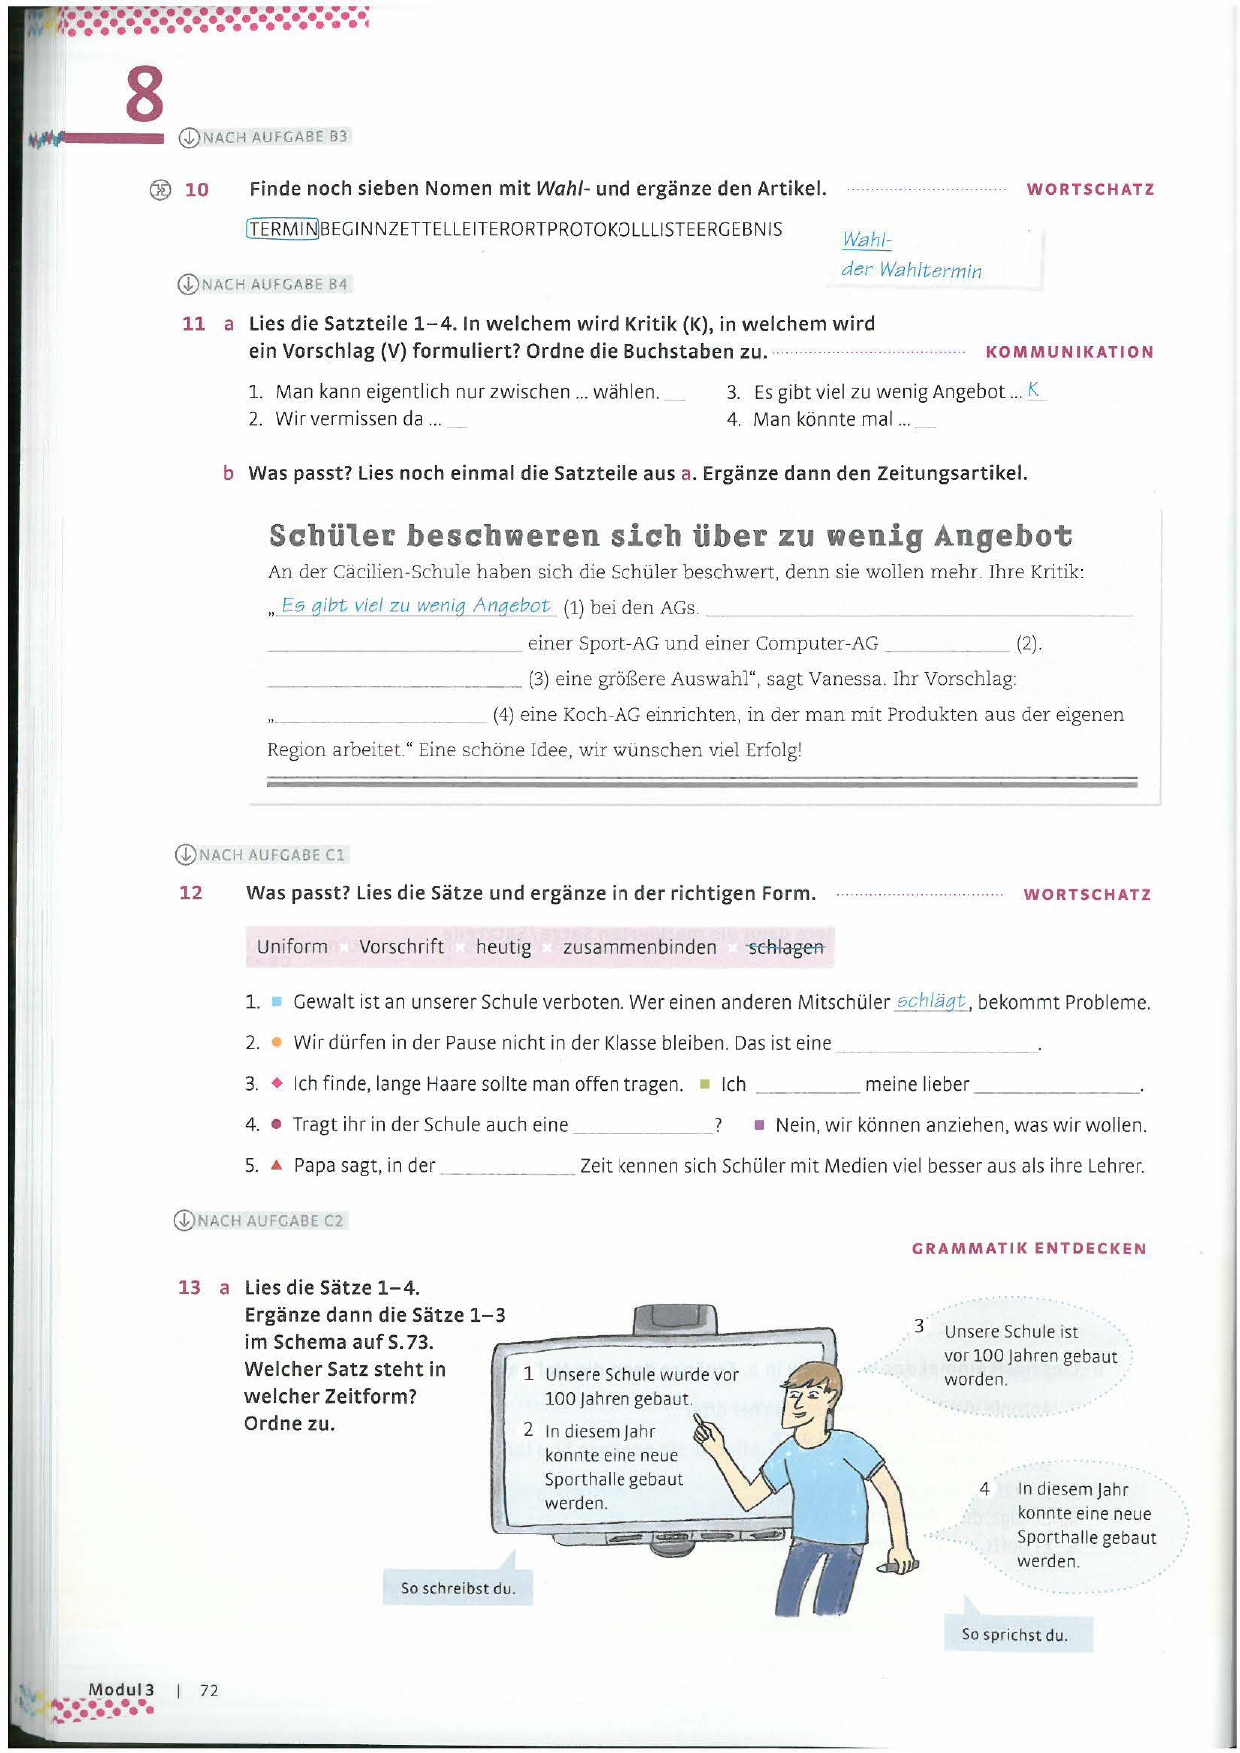 8
NACH AUFGABE B3
10 Finde noch sieben Nomen mit Wahl- und ergänze den Artikel. WORTSCHATZ
TERMINBEGINNZETTELLEITERORTPROTOKOLLLISTEERGEBNIS
Wahl-
der Wahltermin
NACH AUFGABE B4
11 a Lies die Satzteile 1–4. In welchem wird Kritik (K), in welchem wird
ein Vorschlag (V) formuliert? Ordne die Buchstaben zu. KOMMUNIKATION
1. Man kann eigentlich nur zwischen ... wählen. __ 3. Es gibt viel zu wenig Angebot ... K
2. Wir vermissen da ... __ 4. Man könnte mal ... __
b Was passt? Lies noch einmal die Satzteile aus a. Ergänze dann den Zeitungsartikel.
Schüler beschweren sich über zu wenig Angebot
An der Cäcilien-Schule haben sich die Schüler beschwert, denn sie wollen mehr. Ihre Kritik:
„ Es gibt viel zu wenig Angebot (1) bei den AGs. ____
____ einer Sport-AG und einer Computer-AG ____ (2).
____ (3) eine größere Auswahl“, sagt Vanessa. Ihr Vorschlag:
„____ (4) eine Koch-AG einrichten, in der man mit Produkten aus der eigenen
Region arbeitet.“ Eine schöne Idee, wir wünschen viel Erfolg!
NACH AUFGABE C1
12 Was passt? Lies die Sätze und ergänze in der richtigen Form. WORTSCHATZ
Uniform × Vorschrift × heutig × zusammenbinden × schlagen
1. Gewalt ist an unserer Schule verboten. Wer einen anderen Mitschüler schlägt, bekommt Probleme.
2. Wir dürfen in der Pause nicht in der Klasse bleiben. Das ist eine ____.
3. Ich finde, lange Haare sollte man offen tragen. Ich ____ meine lieber ____.
4. Tragt ihr in der Schule auch eine ____? Nein, wir können anziehen, was wir wollen.
5. Papa sagt, in der ____ Zeit kennen sich Schüler mit Medien viel besser aus als ihre Lehrer.
NACH AUFGABE C2
GRAMMATIK ENTDECKEN
13 a Lies die Sätze 1–4.
Ergänze dann die Sätze 1–3
im Schema auf S. 73.
Welcher Satz steht in
welcher Zeitform?
Ordne zu.
1 Unsere Schule wurde vor
100 Jahren gebaut.
2 In diesem Jahr
konnte eine neue
Sporthalle gebaut
werden.
3 Unsere Schule ist
vor 100 Jahren gebaut
worden.
4 In diesem Jahr
konnte eine neue
Sporthalle gebaut
werden.
So schreibst du.
So sprichst du.
Modul 3 | 72